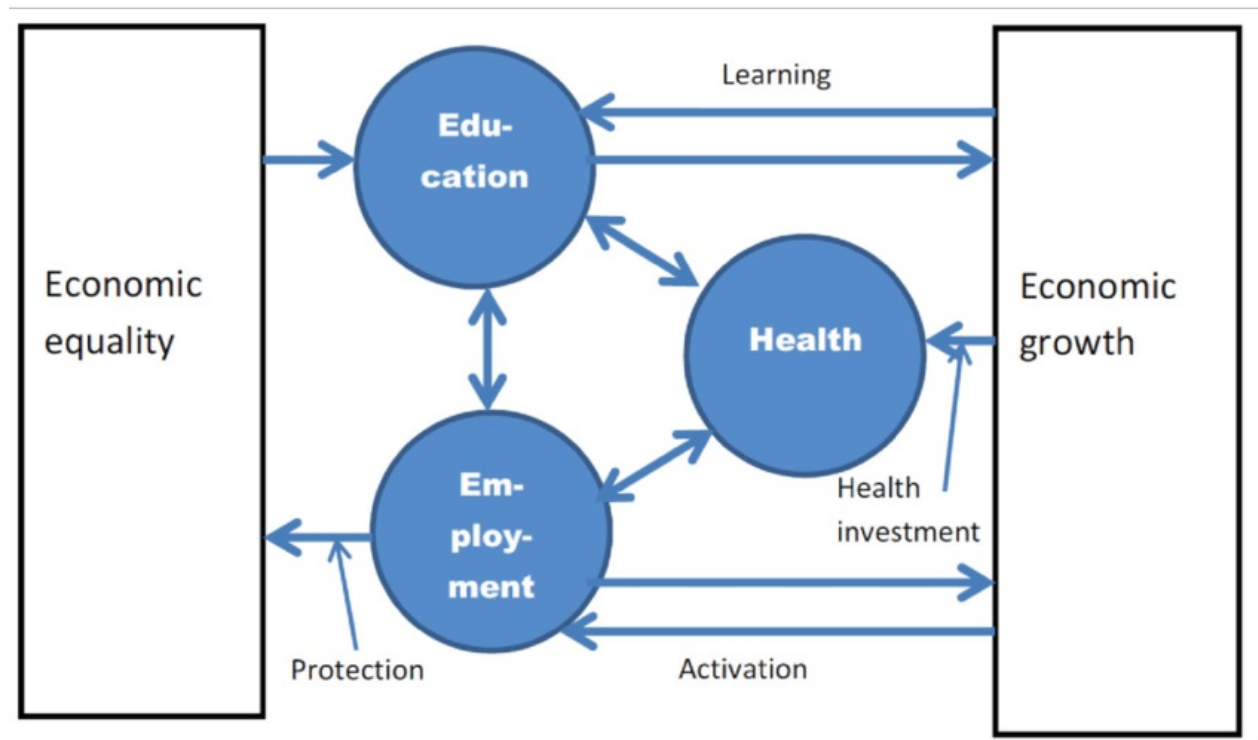 Learning
Edu-
cation
Economic
equality
Health
Economic
growth
Em-
ploy-
ment
Health
investment
Protection
Activation